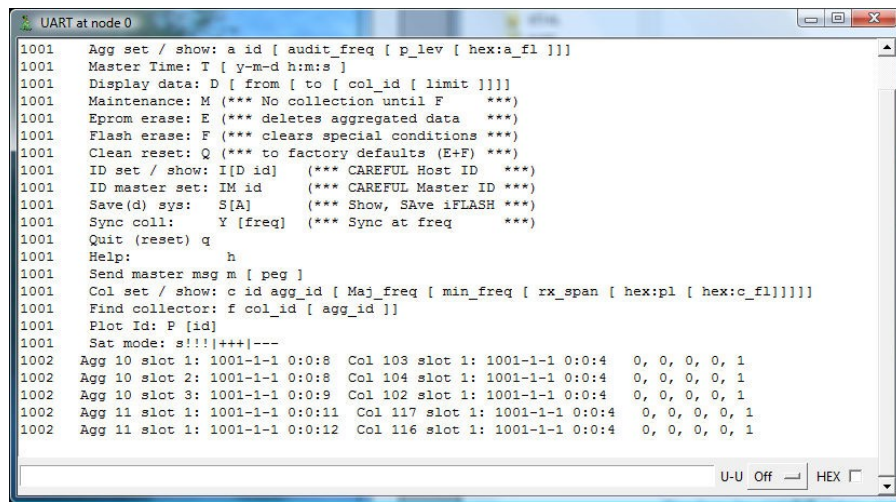 UART at node 0
1001 Agg set / show: a id [ audit_freq [ p_lev [ hex:a_fl ]]]
1001 Master Time: T [ y-m-d h:m:s ]
1001 Display data: D [ from [ to [ col_id [ limit ]]]]
1001 Maintenance: M (*** No collection until F ***)
1001 Eprom erase: E (*** deletes aggregated data ***)
1001 Flash erase: F (*** clears special conditions ***)
1001 Clean reset: Q (*** to factory defaults (E+F) ***)
1001 ID set / show: I[D id] (*** CAREFUL Host ID ***)
1001 ID master set: IM id (*** CAREFUL Master ID ***)
1001 Save(d) sys: S[A] (*** Show, SAve iFLASH ***)
1001 Sync coll: Y [freq] (*** Sync at freq ***)
1001 Quit (reset) q
1001 Help: h
1001 Send master msg m [ peg ]
1001 Col set / show: c id agg_id [ Maj_freq [ min_freq [ rx_span [ hex:pl [ hex:c_fl]]]]]
1001 Find collector: f col_id [ agg_id ]]
1001 Plot Id: P [id]
1001 Sat mode: s!!!|+++|---
1002 Agg 10 slot 1: 1001-1-1 0:0:8 Col 103 slot 1: 1001-1-1 0:0:4 0, 0, 0, 0, 1
1002 Agg 10 slot 2: 1001-1-1 0:0:8 Col 104 slot 1: 1001-1-1 0:0:4 0, 0, 0, 0, 1
1002 Agg 10 slot 3: 1001-1-1 0:0:9 Col 102 slot 1: 1001-1-1 0:0:4 0, 0, 0, 0, 1
1002 Agg 11 slot 1: 1001-1-1 0:0:11 Col 117 slot 1: 1001-1-1 0:0:4 0, 0, 0, 0, 1
1002 Agg 11 slot 1: 1001-1-1 0:0:12 Col 116 slot 1: 1001-1-1 0:0:4 0, 0, 0, 0, 1
U-U Off HEX